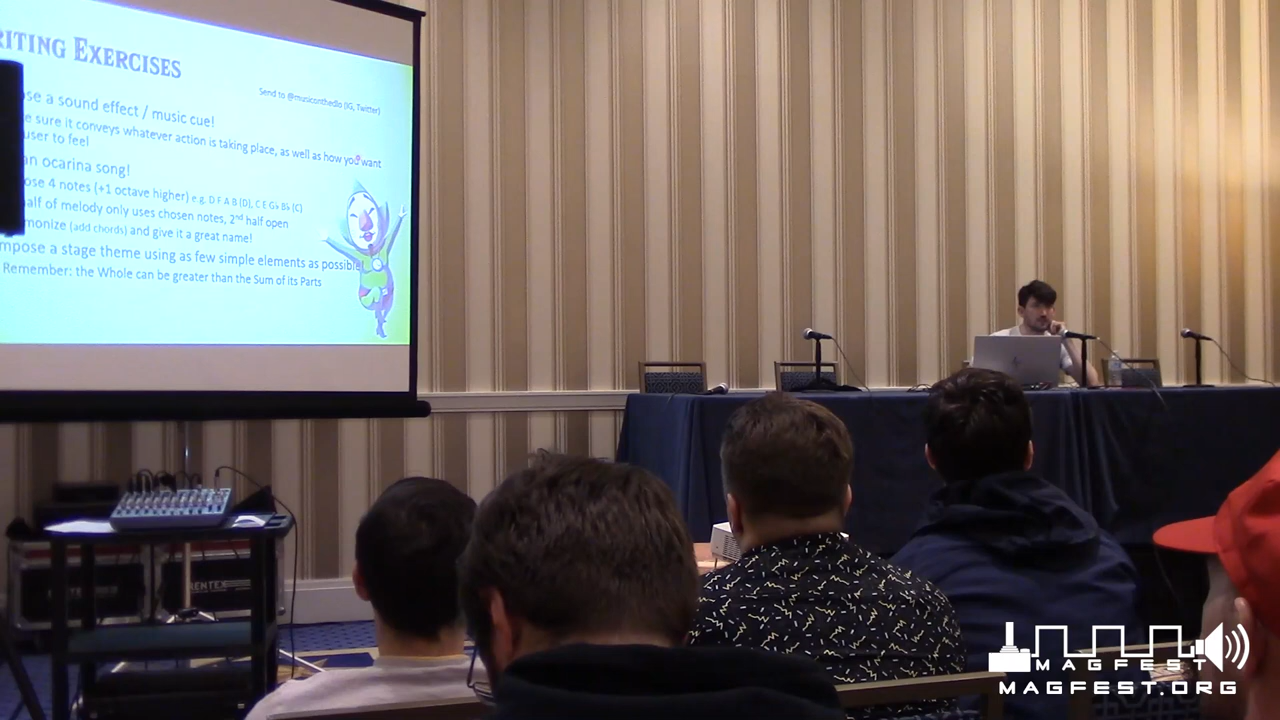 RITING EXERCISES
Send to @musiconthedlo (IG, Twitter)
se a sound effect / music cue!
e sure it conveys whatever action is taking place, as well as how you want
user to feel
an ocarina song!
ose 4 notes (+1 octave higher) e.g. D F A B (D), C E G♭ B♭ (C)
half of melody only uses chosen notes, 2nd half open
monize (add chords) and give it a great name!
mpose a stage theme using as few simple elements as possible
Remember: the Whole can be greater than the Sum of its Parts
RENTEX
MAGFEST
MAGFEST.ORG